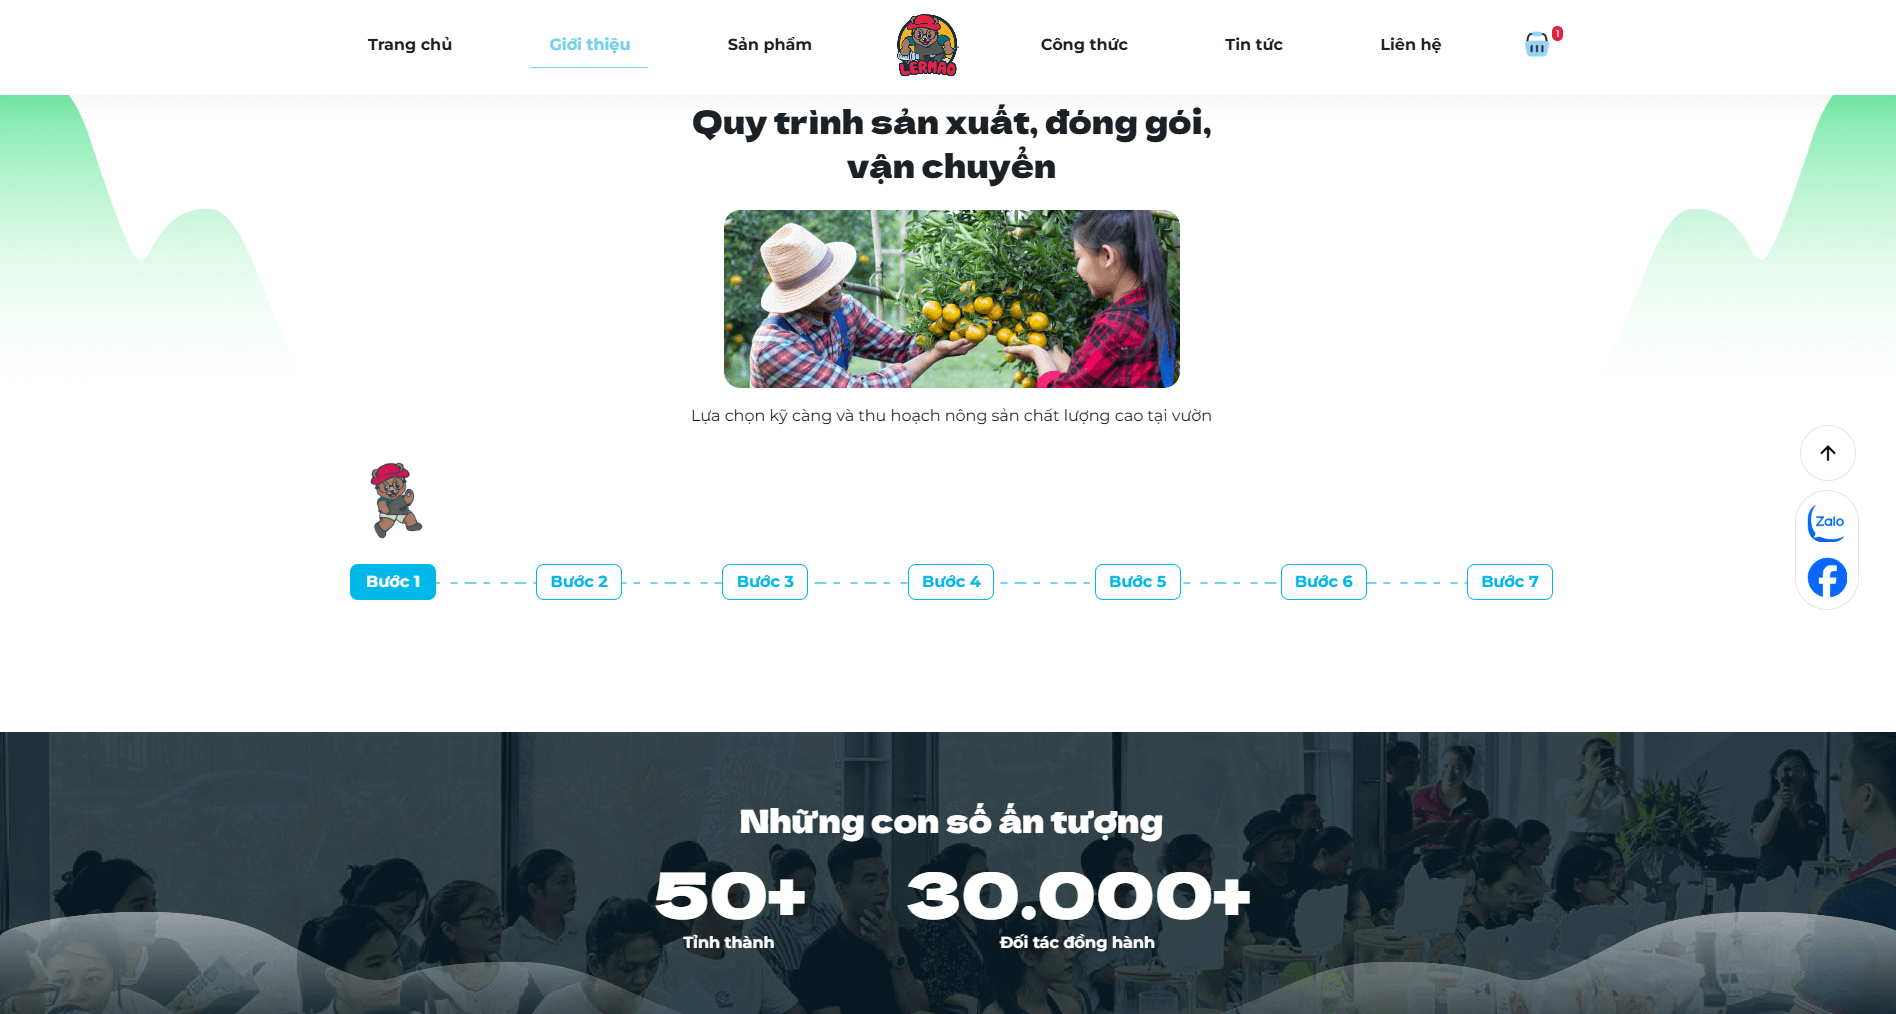 Trang chủ
Giới thiệu
Sản phẩm
LERMAO
Công thức
Tin tức
Liên hệ
1
Quy trình sản xuất, đóng gói,
vận chuyển
Lựa chọn kỹ càng và thu hoạch nông sản chất lượng cao tại vườn
Zalo
Bước 1
Bước 2
Bước 3
Bước 4
Bước 5
Bước 6
Bước 7
Những con số ấn tượng
50+
30.000+
Tỉnh thành
Đối tác đồng hành